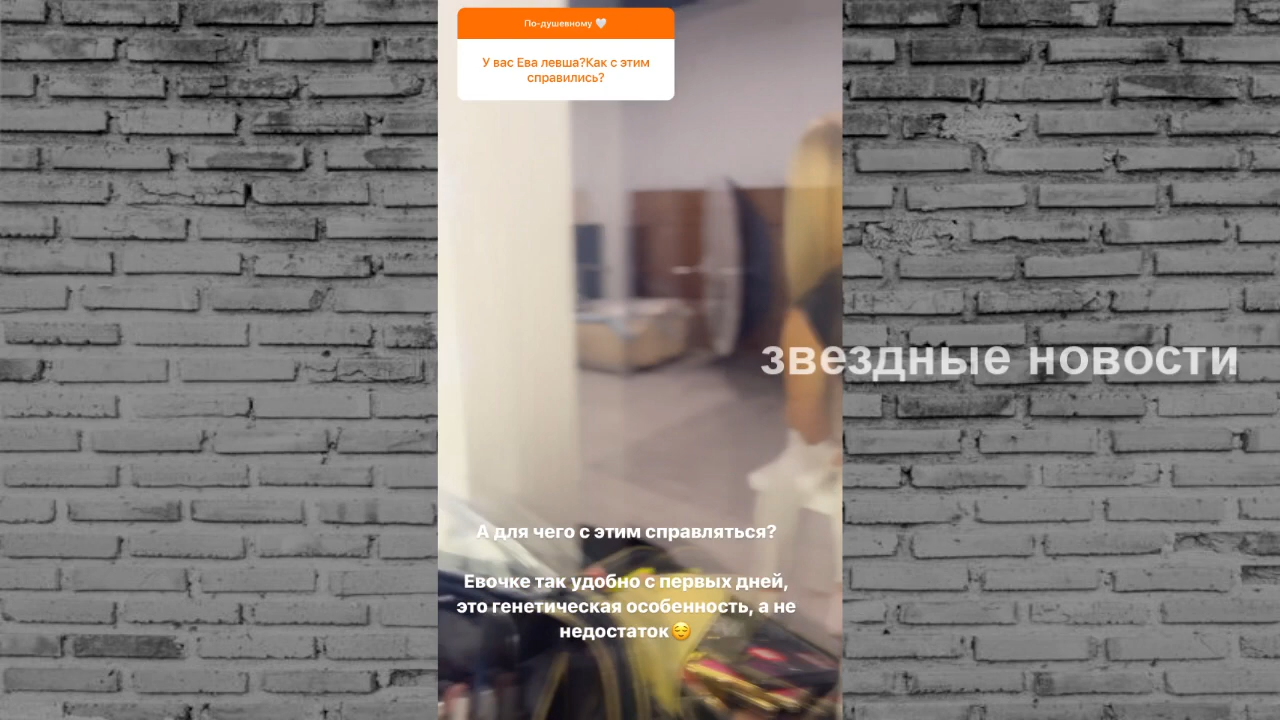 По-душевному 🤍
У вас Ева левша?Как с этим
справились?
звездные новости
А для чего с этим справляться?
Евочке так удобно с первых дней,
это генетическая особенность, а не
недостаток😌